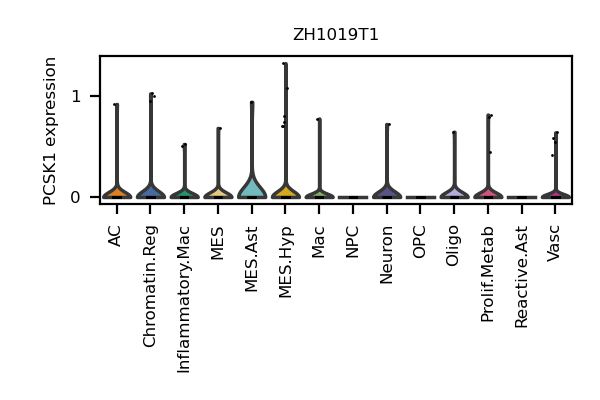 ZH1019T1
PCSK1 expression
1
0
AC
Chromatin.Reg
Inflammatory.Mac
MES
MES.Ast
MES.Hyp
Mac
NPC
Neuron
OPC
Oligo
Prolif.Metab
Reactive.Ast
Vasc